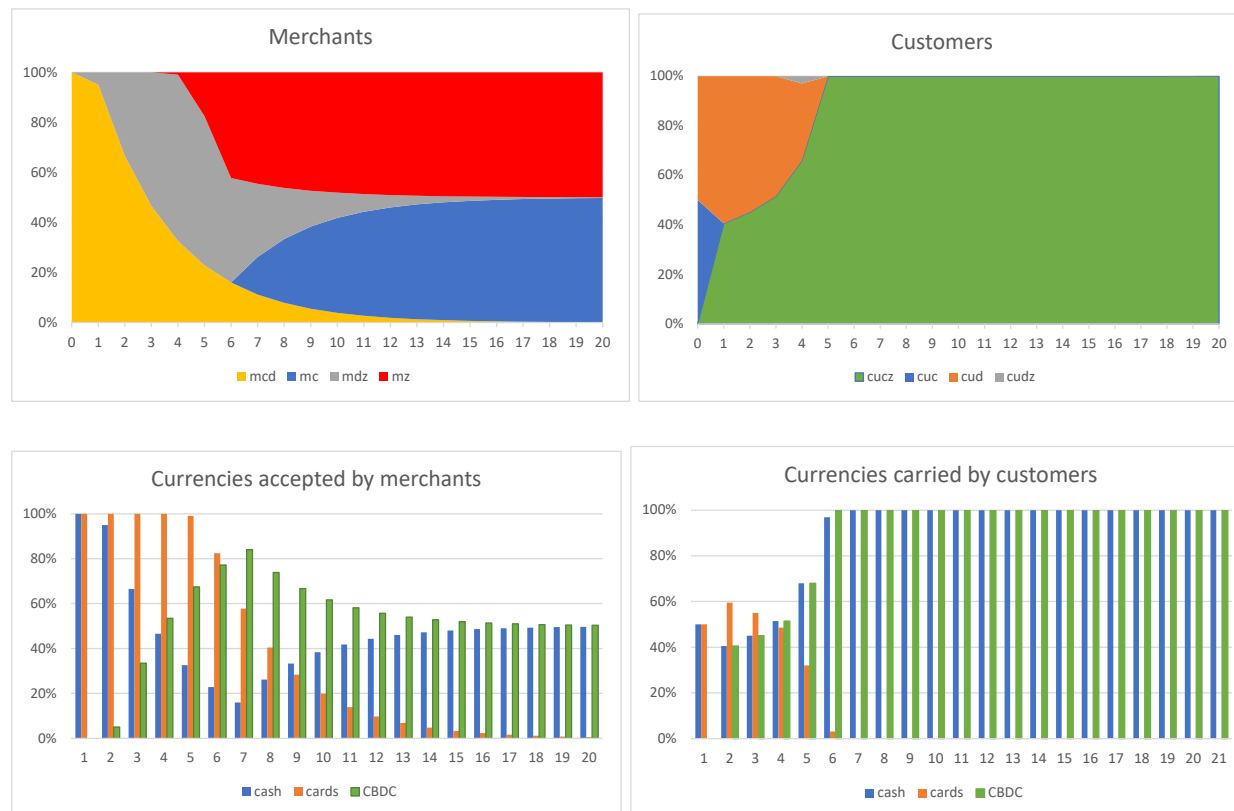 Merchants
100%
80%
60%
40%
20%
0%
0 1 2 3 4 5 6 7 8 9 10 11 12 13 14 15 16 17 18 19 20
mcd mc mdz mz
Customers
100%
80%
60%
40%
20%
0%
0 1 2 3 4 5 6 7 8 9 10 11 12 13 14 15 16 17 18 19 20
cucz cuc cud cudz
Currencies accepted by merchants
100%
80%
60%
40%
20%
0%
1 2 3 4 5 6 7 8 9 10 11 12 13 14 15 16 17 18 19 20
cash cards CBDC
Currencies carried by customers
100%
80%
60%
40%
20%
0%
1 2 3 4 5 6 7 8 9 10 11 12 13 14 15 16 17 18 19 20 21
cash cards CBDC